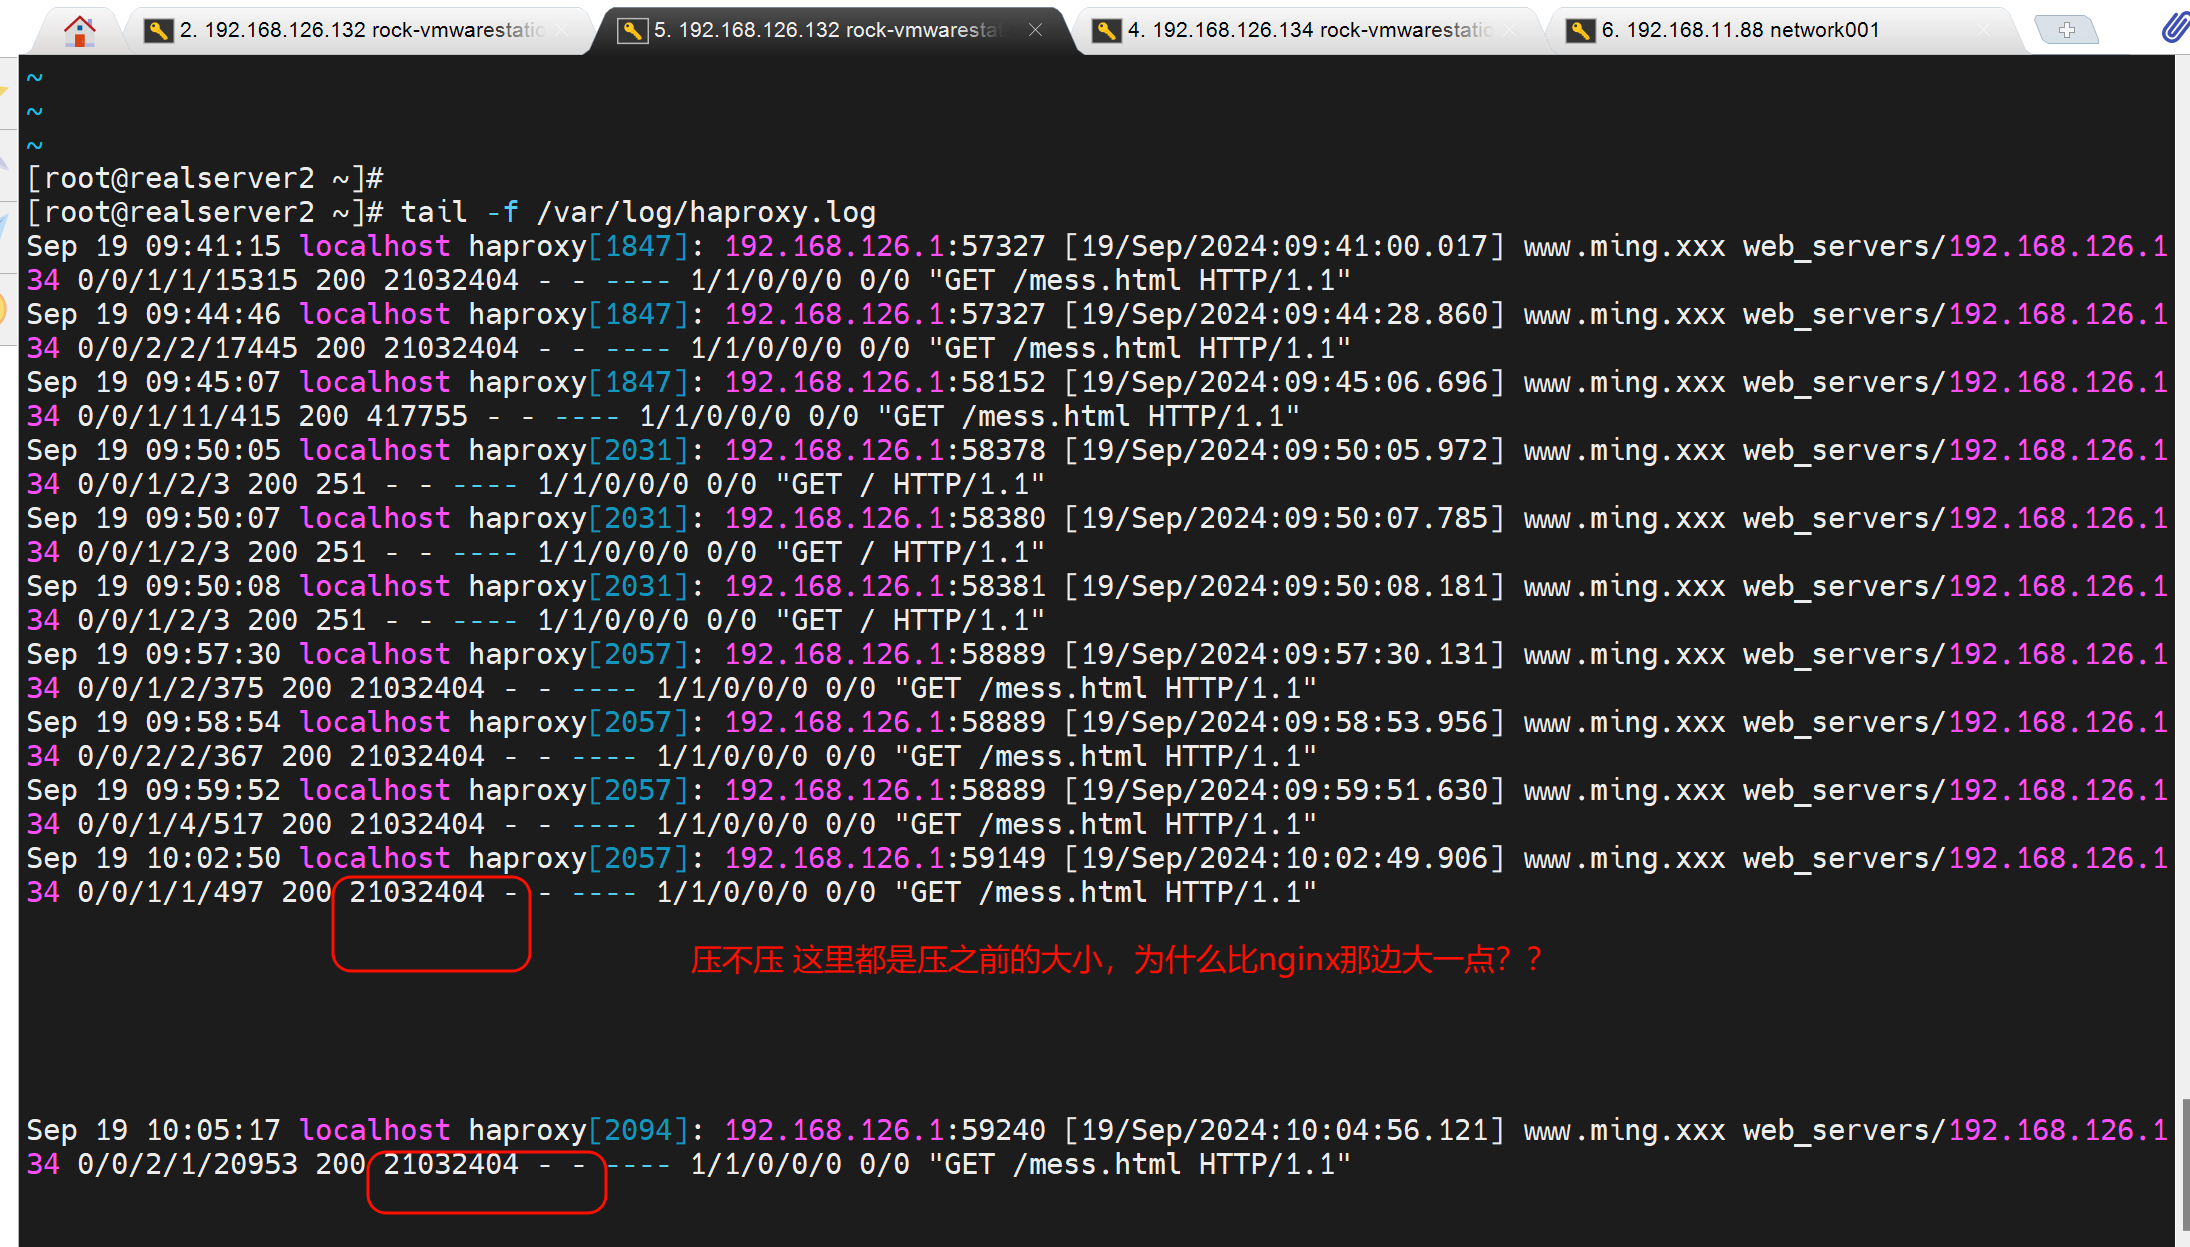 2. 192.168.126.132 rock-vmwarestatio
5. 192.168.126.132 rock-vmwaresta
4. 192.168.126.134 rock-vmwarestatio
6. 192.168.11.88 network001
~
~
~
[root@realserver2 ~]#
[root@realserver2 ~]# tail -f /var/log/haproxy.log
Sep 19 09:41:15 localhost haproxy[1847]: 192.168.126.1:57327 [19/Sep/2024:09:41:00.017] www.ming.xxx web_servers/192.168.126.1
34 0/0/1/1/15315 200 21032404 - - ---- 1/1/0/0/0 0/0 "GET /mess.html HTTP/1.1"
Sep 19 09:44:46 localhost haproxy[1847]: 192.168.126.1:57327 [19/Sep/2024:09:44:28.860] www.ming.xxx web_servers/192.168.126.1
34 0/0/2/2/17445 200 21032404 - - ---- 1/1/0/0/0 0/0 "GET /mess.html HTTP/1.1"
Sep 19 09:45:07 localhost haproxy[1847]: 192.168.126.1:58152 [19/Sep/2024:09:45:06.696] www.ming.xxx web_servers/192.168.126.1
34 0/0/1/11/415 200 417755 - - ---- 1/1/0/0/0 0/0 "GET /mess.html HTTP/1.1"
Sep 19 09:50:05 localhost haproxy[2031]: 192.168.126.1:58378 [19/Sep/2024:09:50:05.972] www.ming.xxx web_servers/192.168.126.1
34 0/0/1/2/3 200 251 - - ---- 1/1/0/0/0 0/0 "GET / HTTP/1.1"
Sep 19 09:50:07 localhost haproxy[2031]: 192.168.126.1:58380 [19/Sep/2024:09:50:07.785] www.ming.xxx web_servers/192.168.126.1
34 0/0/1/2/3 200 251 - - ---- 1/1/0/0/0 0/0 "GET / HTTP/1.1"
Sep 19 09:50:08 localhost haproxy[2031]: 192.168.126.1:58381 [19/Sep/2024:09:50:08.181] www.ming.xxx web_servers/192.168.126.1
34 0/0/1/2/3 200 251 - - ---- 1/1/0/0/0 0/0 "GET / HTTP/1.1"
Sep 19 09:57:30 localhost haproxy[2057]: 192.168.126.1:58889 [19/Sep/2024:09:57:30.131] www.ming.xxx web_servers/192.168.126.1
34 0/0/1/2/375 200 21032404 - - ---- 1/1/0/0/0 0/0 "GET /mess.html HTTP/1.1"
Sep 19 09:58:54 localhost haproxy[2057]: 192.168.126.1:58889 [19/Sep/2024:09:58:53.956] www.ming.xxx web_servers/192.168.126.1
34 0/0/2/2/367 200 21032404 - - ---- 1/1/0/0/0 0/0 "GET /mess.html HTTP/1.1"
Sep 19 09:59:52 localhost haproxy[2057]: 192.168.126.1:58889 [19/Sep/2024:09:59:51.630] www.ming.xxx web_servers/192.168.126.1
34 0/0/1/4/517 200 21032404 - - ---- 1/1/0/0/0 0/0 "GET /mess.html HTTP/1.1"
Sep 19 10:02:50 localhost haproxy[2057]: 192.168.126.1:59149 [19/Sep/2024:10:02:49.906] www.ming.xxx web_servers/192.168.126.1
34 0/0/1/1/497 200 21032404 - - ---- 1/1/0/0/0 0/0 "GET /mess.html HTTP/1.1"
压不压 这里都是压之前的大小，为什么比nginx那边大一点？？
Sep 19 10:05:17 localhost haproxy[2094]: 192.168.126.1:59240 [19/Sep/2024:10:04:56.121] www.ming.xxx web_servers/192.168.126.1
34 0/0/2/1/20953 200 21032404 - - ---- 1/1/0/0/0 0/0 "GET /mess.html HTTP/1.1"